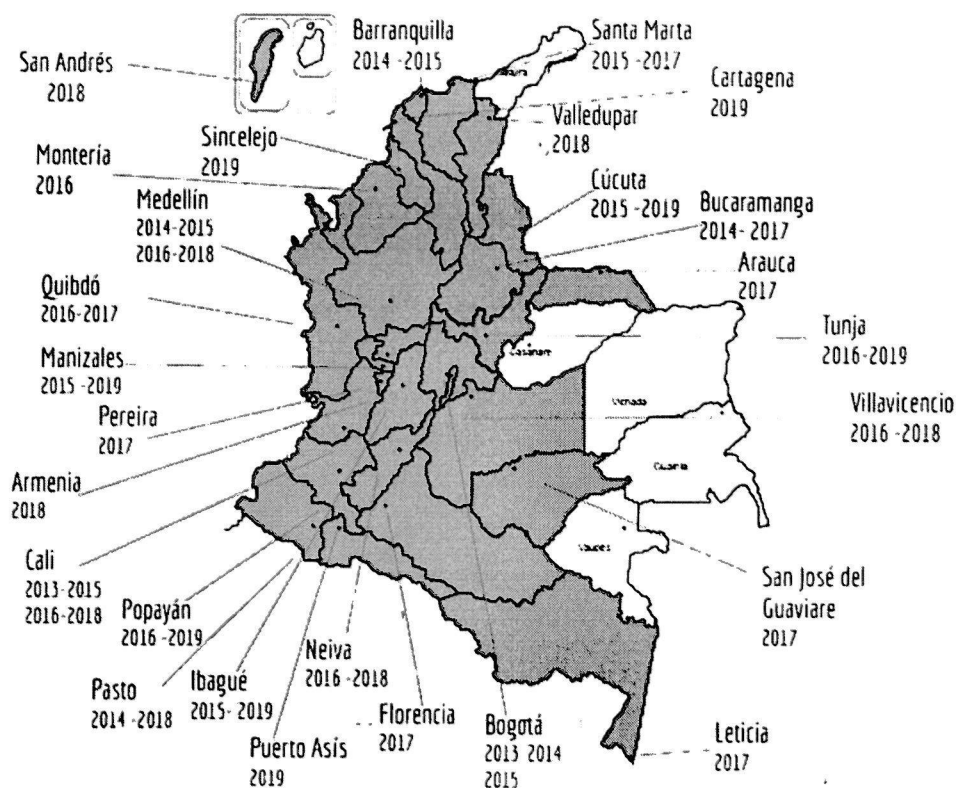 San Andrés
2018
Barranquilla
2014 -2015
Santa Marta
2015 -2017
Cartagena
2019
Valledupar
2018
Sincelejo
2019
Montería
2016
Medellín
2014-2015
2016-2018
Cúcuta
2015 -2019
Bucaramanga
2014- 2017
Arauca
2017
Quibdó
2016-2017
Tunja
2016-2019
Casanare
Manizales
2015 -2019
Vichada
Pereira
2017
Villavicencio
2016 -2018
Guainía
Armenia
2018
Vaupés
Cali
2013-2015
2016-2018
San José del
Guaviare
2017
Popayán
2016 -2019
Neiva
2016 -2018
Pasto
2014 -2018
Ibagué
2015- 2019
Florencia
2017
Puerto Asís
2019
Bogotá
2013 2014
2015
Leticia
2017